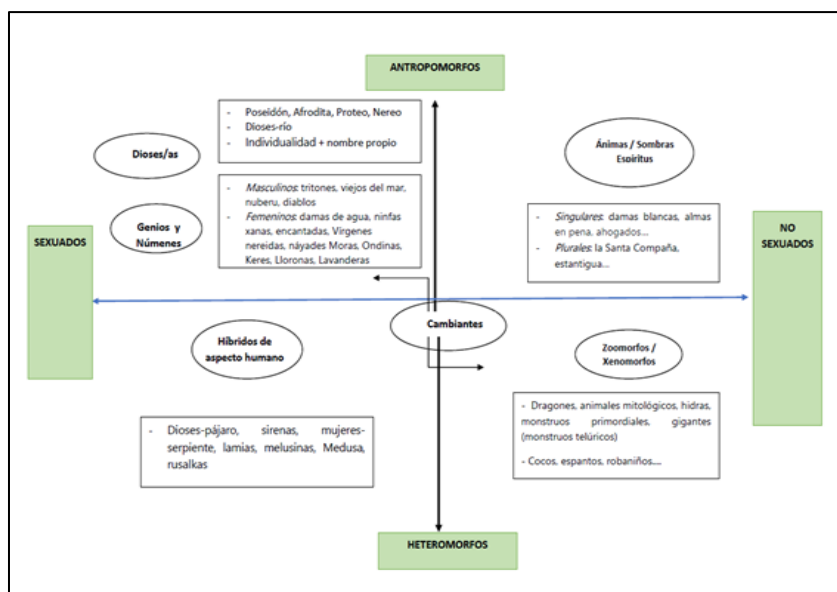 ANTROPOMORFOS
- Poseidón, Afrodita, Proteo, Nereo
- Dioses-río
- Individualidad + nombre propio
Dioses/as
Ánimas / Sombras
Espíritus
- Masculinos: tritones, viejos del mar,
nuberu, diablos
- Femeninos: damas de agua, ninfas
xanas, encantadas, Vírgenes
nereidas, náyades Moras, Ondinas,
Keres, Lloronas, Lavanderas
Genios y
Númenes
- Singulares: damas blancas, almas
en pena, ahogados...
- Plurales: la Santa Compaña,
estantigua...
SEXUADOS
NO
SEXUADOS
Cambiantes
Híbridos de
aspecto humano
Zoomorfos /
Xenomorfos
- Dioses-pájaro, sirenas, mujeres-
serpiente, lamias, melusinas, Medusa,
rusalkas
- Dragones, animales mitológicos, hidras,
monstruos primordiales, gigantes
(monstruos telúricos)
- Cocos, espantos, robaniños....
HETEROMORFOS